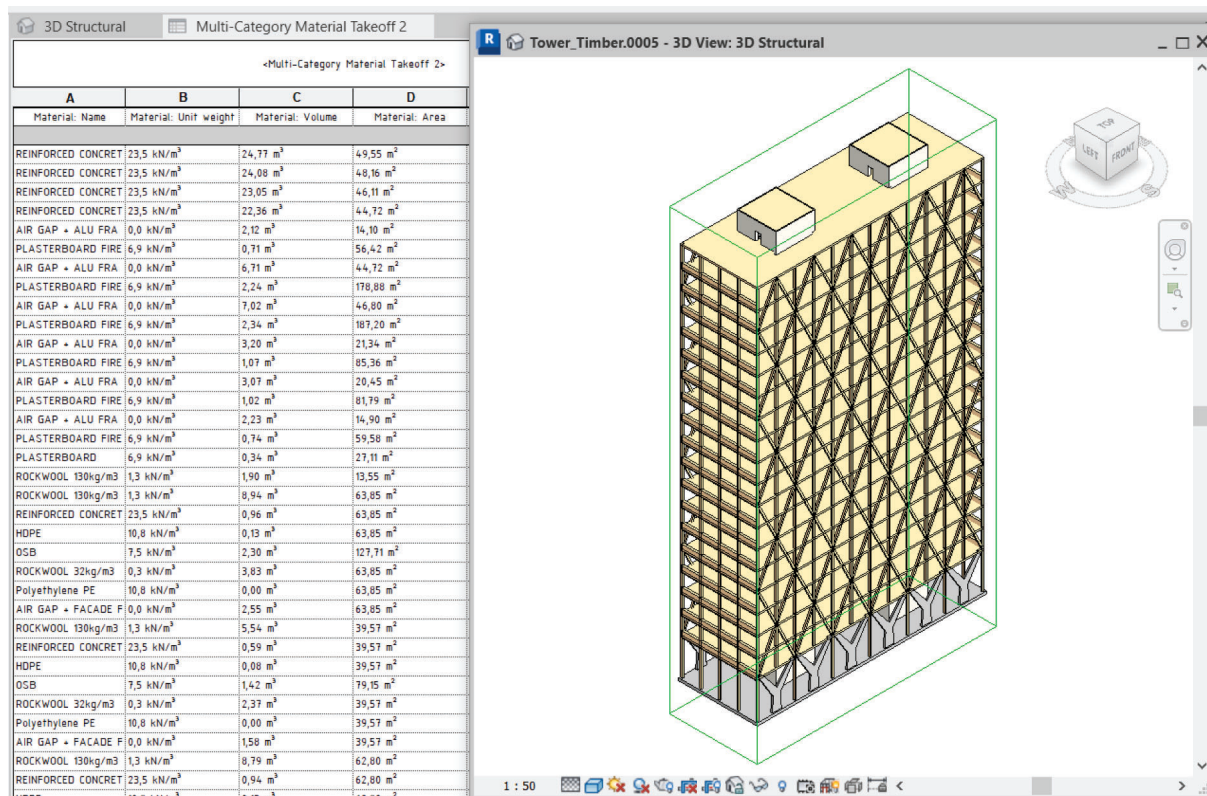 3D Structural Multi-Category Material Takeoff 2
<Multi-Category Material Takeoff 2>
A B C D
Material: Name Material: Unit weight Material: Volume Material: Area
REINFORCED CONCRET 23,5 kN/m³ 24,77 m³ 49,55 m²
REINFORCED CONCRET 23,5 kN/m³ 24,08 m³ 48,16 m²
REINFORCED CONCRET 23,5 kN/m³ 23,05 m³ 46,11 m²
REINFORCED CONCRET 23,5 kN/m³ 22,36 m³ 44,72 m²
AIR GAP + ALU FRA 0,0 kN/m³ 2,12 m³ 14,10 m²
PLASTERBOARD FIRE 6,9 kN/m³ 0,71 m³ 56,42 m²
AIR GAP + ALU FRA 0,0 kN/m³ 6,71 m³ 44,72 m²
PLASTERBOARD FIRE 6,9 kN/m³ 2,24 m³ 178,88 m²
AIR GAP + ALU FRA 0,0 kN/m³ 7,02 m³ 46,80 m²
PLASTERBOARD FIRE 6,9 kN/m³ 2,34 m³ 187,20 m²
AIR GAP + ALU FRA 0,0 kN/m³ 3,20 m³ 21,34 m²
PLASTERBOARD FIRE 6,9 kN/m³ 1,07 m³ 85,36 m²
AIR GAP + ALU FRA 0,0 kN/m³ 3,07 m³ 20,45 m²
PLASTERBOARD FIRE 6,9 kN/m³ 1,02 m³ 81,79 m²
AIR GAP + ALU FRA 0,0 kN/m³ 2,23 m³ 14,90 m²
PLASTERBOARD FIRE 6,9 kN/m³ 0,74 m³ 59,58 m²
PLASTERBOARD 6,9 kN/m³ 0,34 m³ 27,11 m²
ROCKWOOL 130kg/m3 1,3 kN/m³ 1,90 m³ 13,55 m²
ROCKWOOL 130kg/m3 1,3 kN/m³ 8,94 m³ 63,85 m²
REINFORCED CONCRET 23,5 kN/m³ 0,96 m³ 63,85 m²
HDPE 10,8 kN/m³ 0,13 m³ 63,85 m²
OSB 7,5 kN/m³ 2,30 m³ 127,71 m²
ROCKWOOL 32kg/m3 0,3 kN/m³ 3,83 m³ 63,85 m²
Polyethylene PE 10,8 kN/m³ 0,00 m³ 63,85 m²
AIR GAP + FACADE F 0,0 kN/m³ 2,55 m³ 63,85 m²
ROCKWOOL 130kg/m3 1,3 kN/m³ 5,54 m³ 39,57 m²
REINFORCED CONCRET 23,5 kN/m³ 0,59 m³ 39,57 m²
HDPE 10,8 kN/m³ 0,08 m³ 39,57 m²
OSB 7,5 kN/m³ 1,42 m³ 79,15 m²
ROCKWOOL 32kg/m3 0,3 kN/m³ 2,37 m³ 39,57 m²
Polyethylene PE 10,8 kN/m³ 0,00 m³ 39,57 m²
AIR GAP + FACADE F 0,0 kN/m³ 1,58 m³ 39,57 m²
ROCKWOOL 130kg/m3 1,3 kN/m³ 8,79 m³ 62,80 m²
REINFORCED CONCRET 23,5 kN/m³ 0,94 m³ 62,80 m²
R Tower_Timber.0005 - 3D View: 3D Structural
TOP
LEFT FRONT
1 : 50